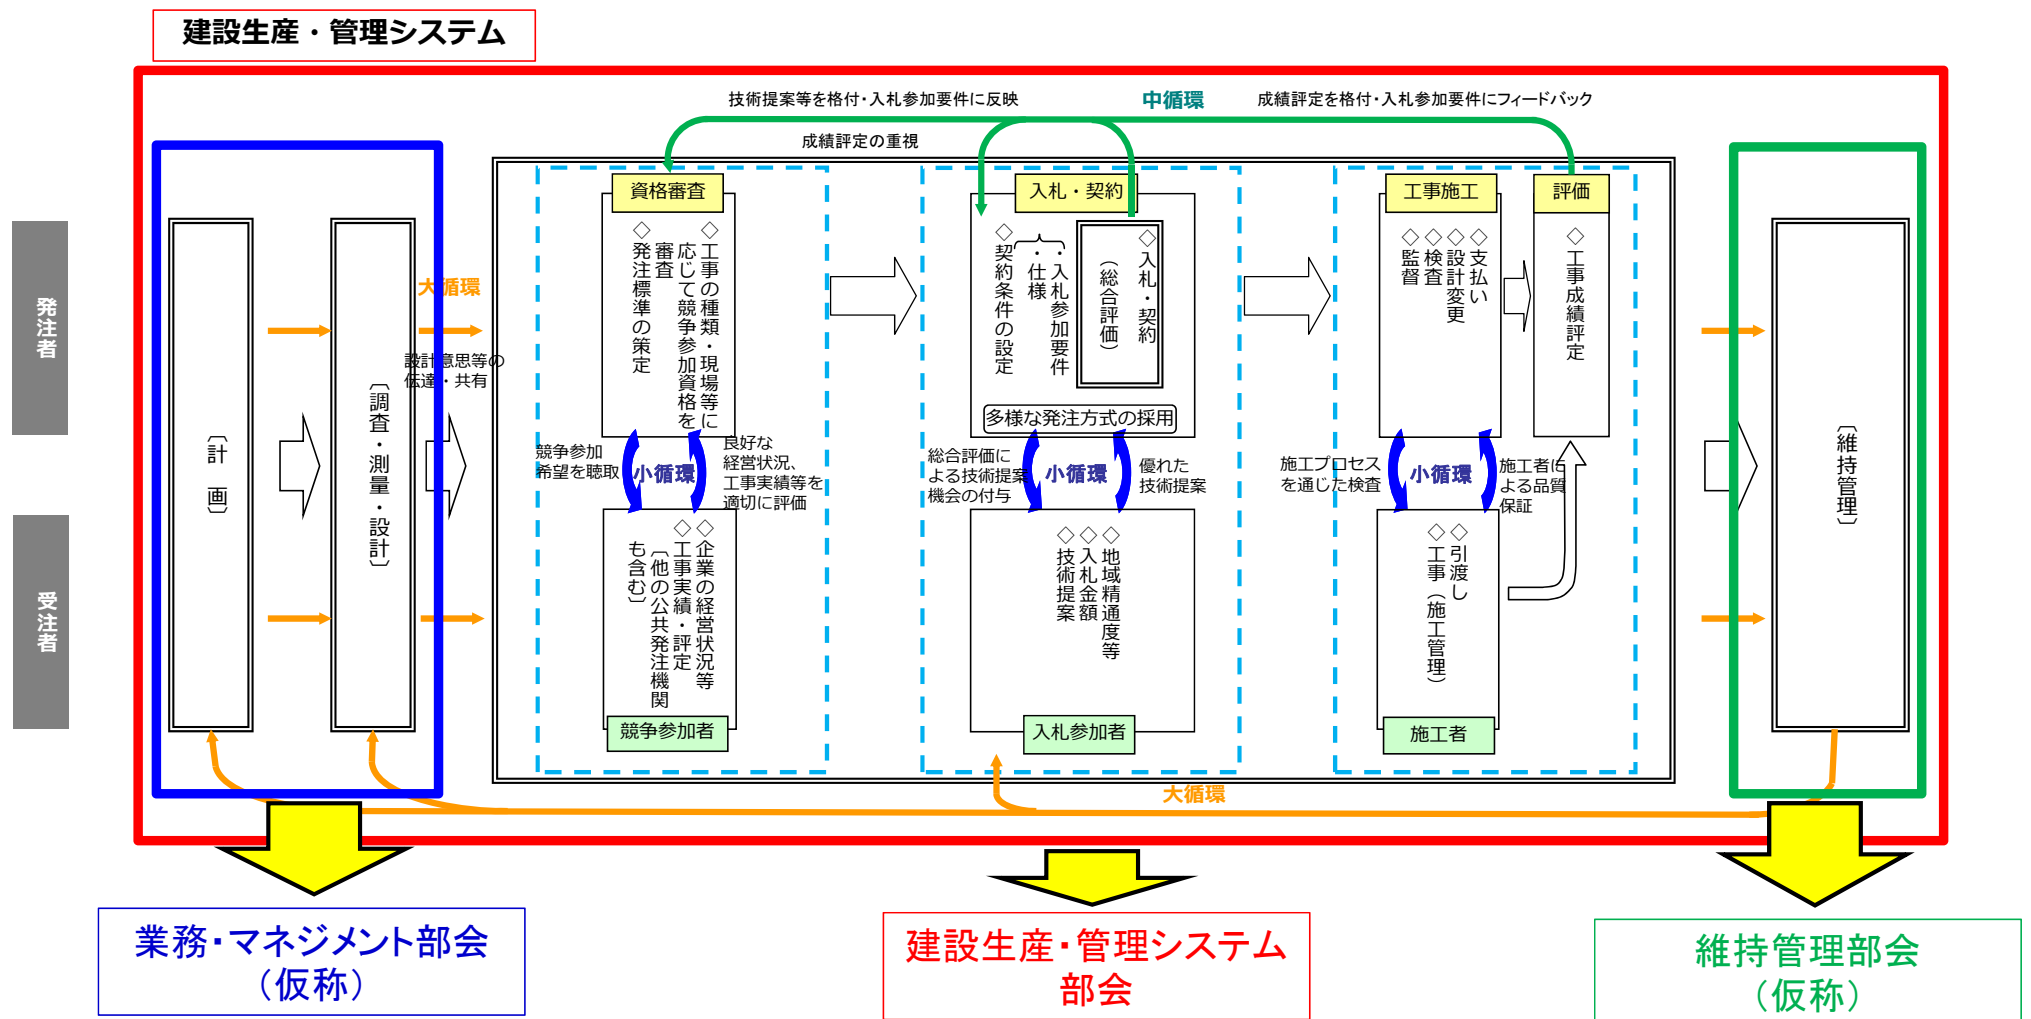 建設生産・管理システム
技術提案等を格付・入札参加要件に反映
中循環
成績評定を格付・入札参加要件にフィードバック
成績評定の重視
発注者
受注者
〔計　画〕
〔調査・測量・設計〕
大循環
設計意思等の
伝達・共有
資格審査
◇工事の種類・現場等に
応じて競争参加資格を
審査
◇発注標準の策定
競争参加
希望を聴取
小循環
良好な
経営状況、
工事実績等を
適切に評価
◇企業の経営状況等
◇工事実績・評定
〔他の公共発注機関
も含む〕
競争参加者
入札・契約
◇入札・契約
（総合評価）
・入札参加要件
・仕様
◇契約条件の設定
多様な発注方式の採用
総合評価に
よる技術提案
機会の付与
小循環
優れた
技術提案
◇地域精通度等
◇入札金額
◇技術提案
入札参加者
工事施工
◇支払い
◇設計変更
◇検査
◇監督
評価
◇工事成績評定
施工プロセス
を通じた検査
小循環
施工者に
よる品質
保証
◇引渡し
◇工事（施工管理）
施工者
〔維持管理〕
大循環
業務・マネジメント部会
（仮称）
建設生産・管理システム
部会
維持管理部会
（仮称）